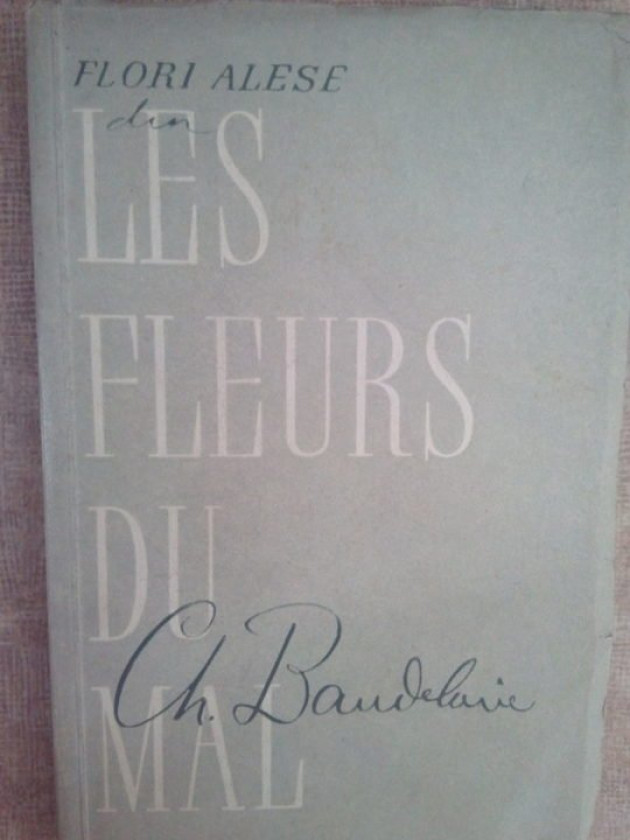 FLORI ALESE
din
LES
FLEURS
DU
Ch. Baudelaire
MAL